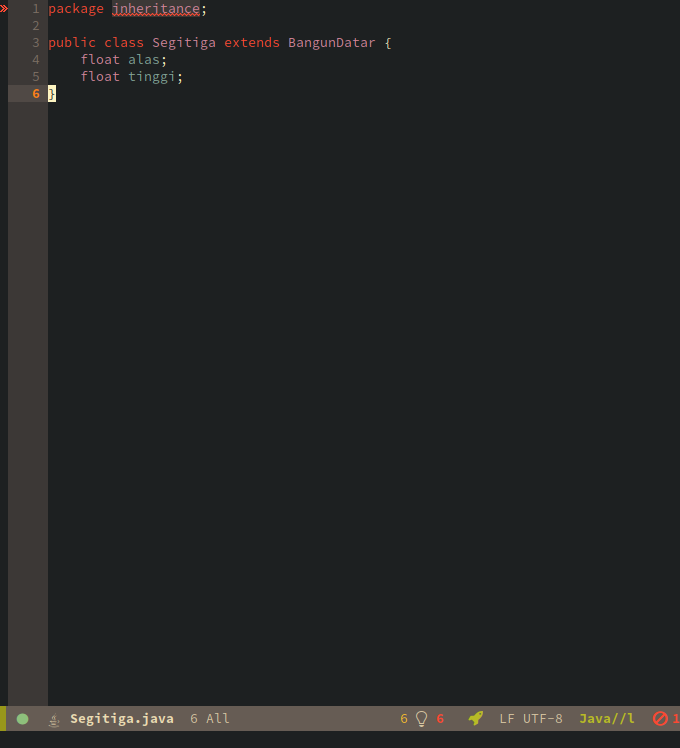 1 package inheritance;
2
3 public class Segitiga extends BangunDatar {
4     float alas;
5     float tinggi;
6 }
Segitiga.java 6 All 6 6 LF UTF-8 Java//l 1